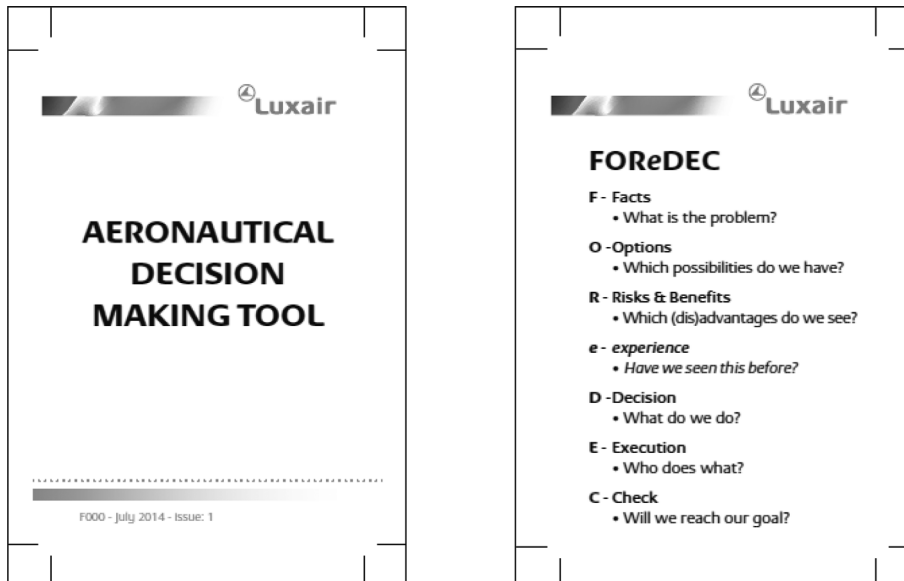 Luxair
AERONAUTICAL
DECISION
MAKING TOOL
F000 - July 2014 - Issue: 1
Luxair
FOReDEC
F - Facts
• What is the problem?
O -Options
• Which possibilities do we have?
R - Risks & Benefits
• Which (dis)advantages do we see?
e - experience
• Have we seen this before?
D -Decision
• What do we do?
E - Execution
• Who does what?
C - Check
• Will we reach our goal?